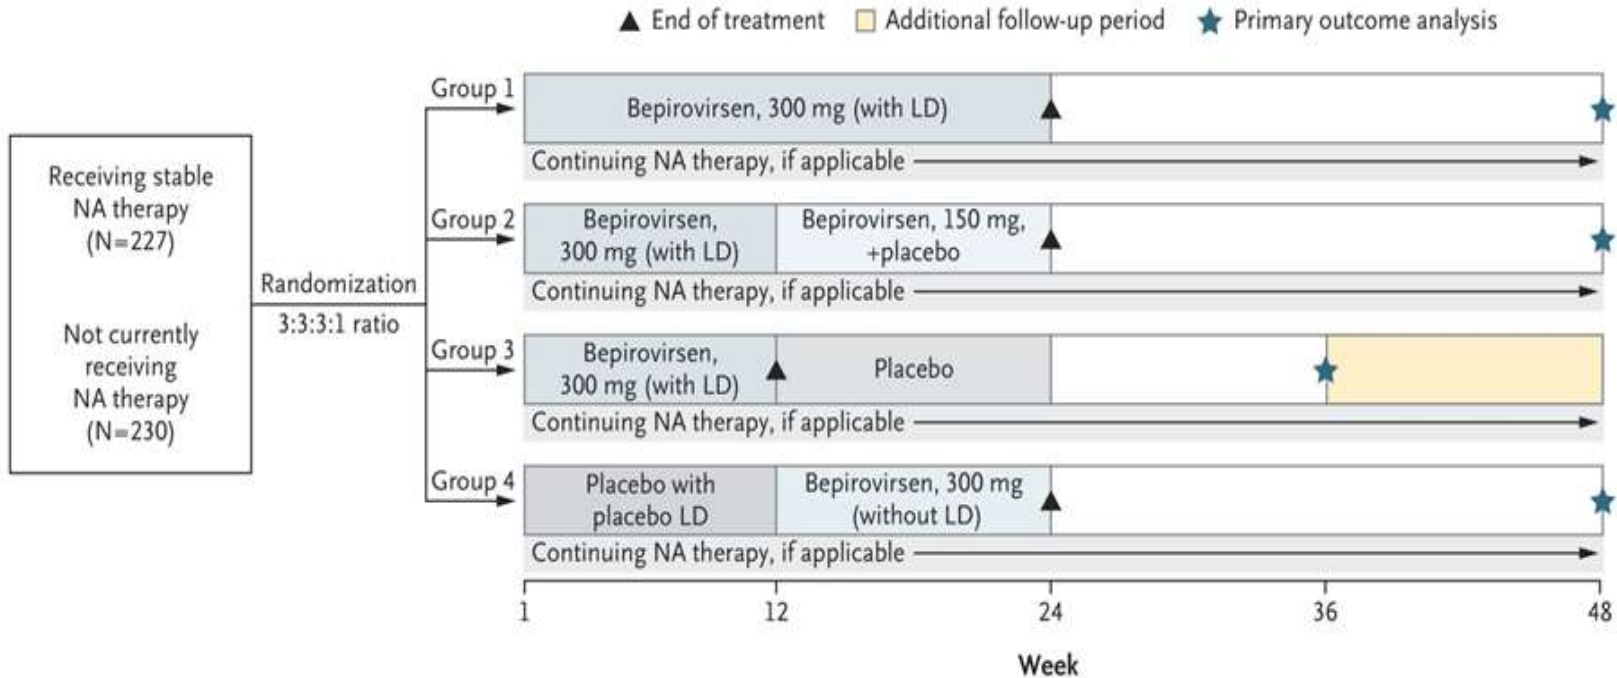 End of treatment
Additional follow-up period
Primary outcome analysis
Receiving stable
NA therapy
(N=227)
Not currently
receiving
NA therapy
(N=230)
Randomization
3:3:3:1 ratio
Group 1
Bepirovirsen, 300 mg (with LD)
Continuing NA therapy, if applicable
Group 2
Bepirovirsen,
300 mg (with LD)
Bepirovirsen, 150 mg,
+placebo
Continuing NA therapy, if applicable
Group 3
Bepirovirsen,
300 mg (with LD)
Placebo
Continuing NA therapy, if applicable
Group 4
Placebo with
placebo LD
Bepirovirsen, 300 mg
(without LD)
Continuing NA therapy, if applicable
1
12
24
36
48
Week